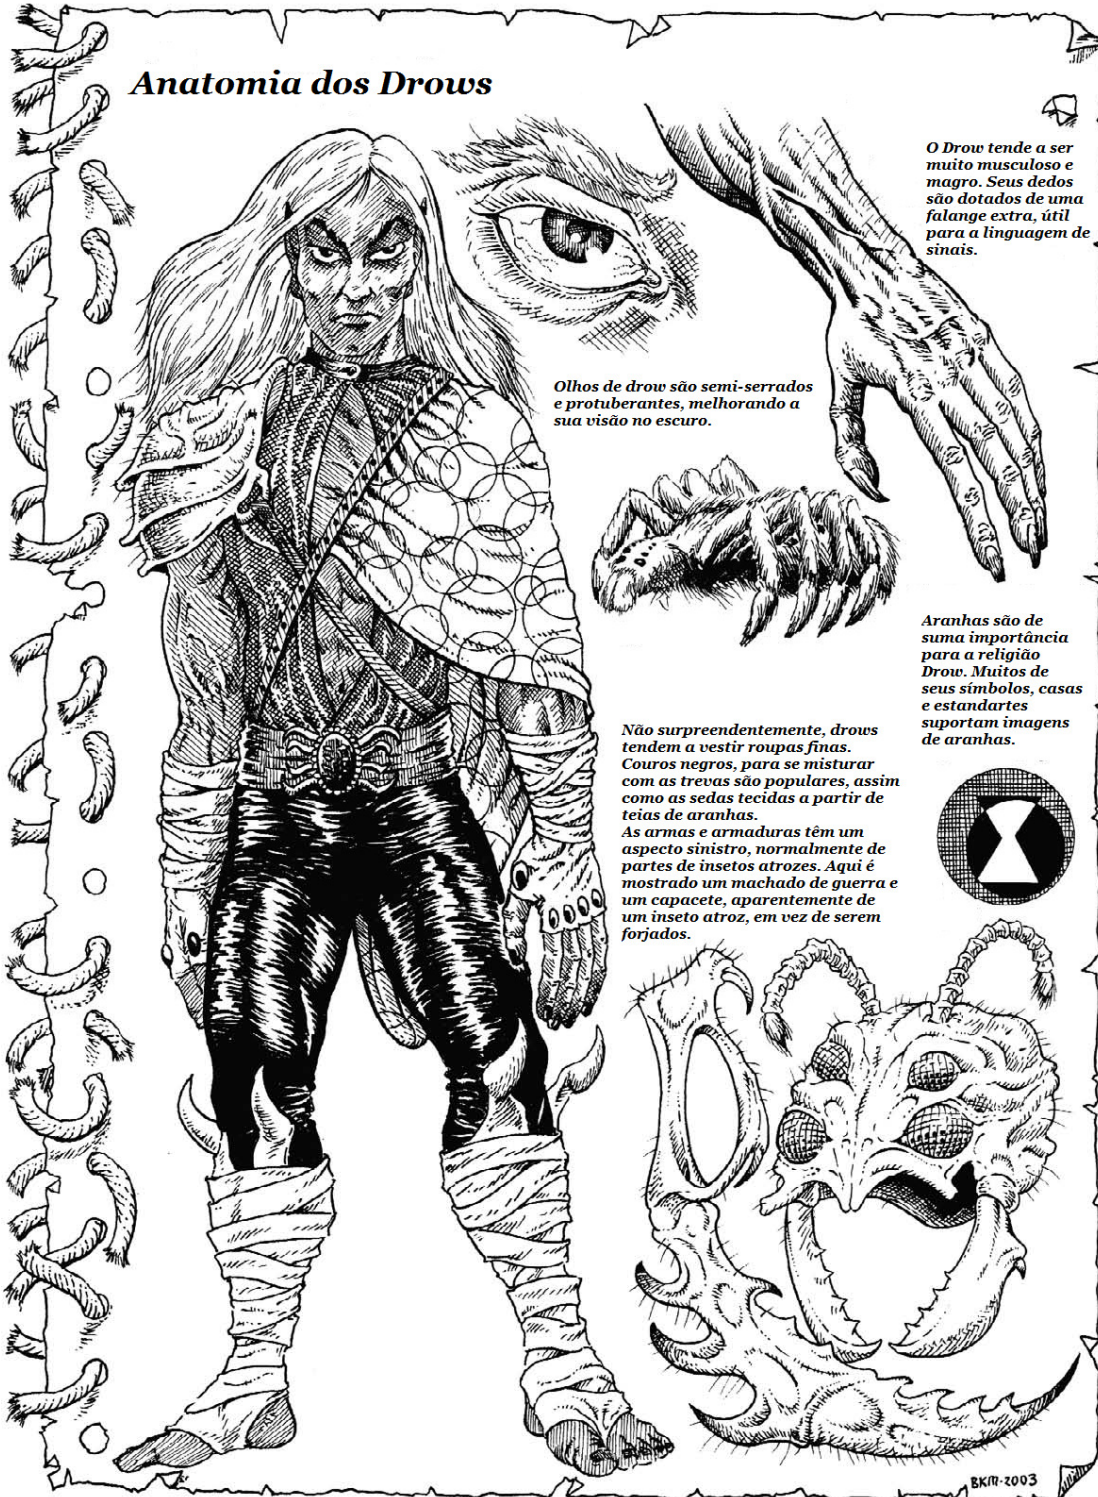 Anatomia dos Drows
O Drow tende a ser
muito musculoso e
magro. Seus dedos
são dotados de uma
falange extra, útil
para a linguagem de
sinais.
Olhos de drow são semi-serrados
e protuberantes, melhorando a
sua visão no escuro.
Aranhas são de
suma importância
para a religião
Drow. Muitos de
seus símbolos, casas
e estandartes
suportam imagens
de aranhas.
Não surpreendentemente, drows
tendem a vestir roupas finas.
Couros negros, para se misturar
com as trevas são populares, assim
como as sedas tecidas a partir de
teias de aranhas.
As armas e armaduras têm um
aspecto sinistro, normalmente de
partes de insetos atrozes. Aqui é
mostrado um machado de guerra e
um capacete, aparentemente de
um inseto atroz, em vez de serem
forjados.
BKM-2003